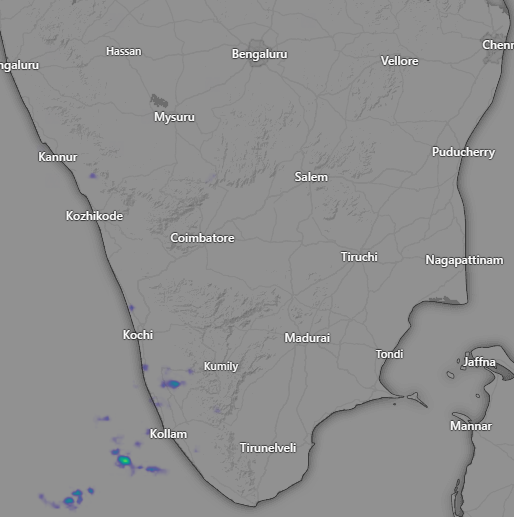 Hassan
Bengaluru
Chenn
ngaluru
Vellore
Mysuru
Kannur
Puducherry
Salem
Kozhikode
Coimbatore
Tiruchi
Nagapattinam
Kochi
Madurai
Tondi
Jaffna
Kumily
Mannar
Kollam
Tirunelveli